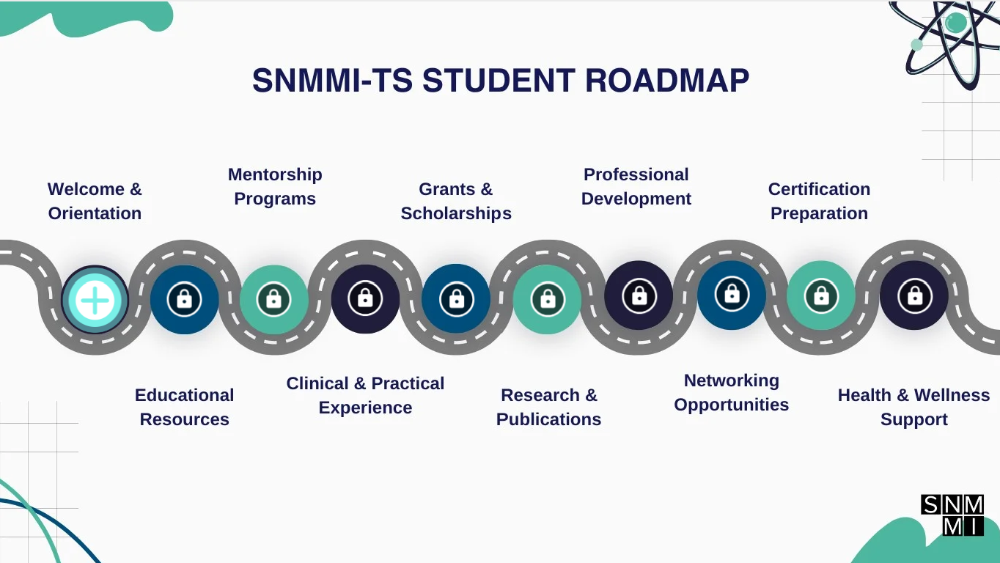 SNMMI-TS STUDENT ROADMAP
Welcome &
Orientation
Mentorship
Programs
Grants &
Scholarships
Professional
Development
Certification
Preparation
Educational
Resources
Clinical & Practical
Experience
Research &
Publications
Networking
Opportunities
Health & Wellness
Support
SNM
MI